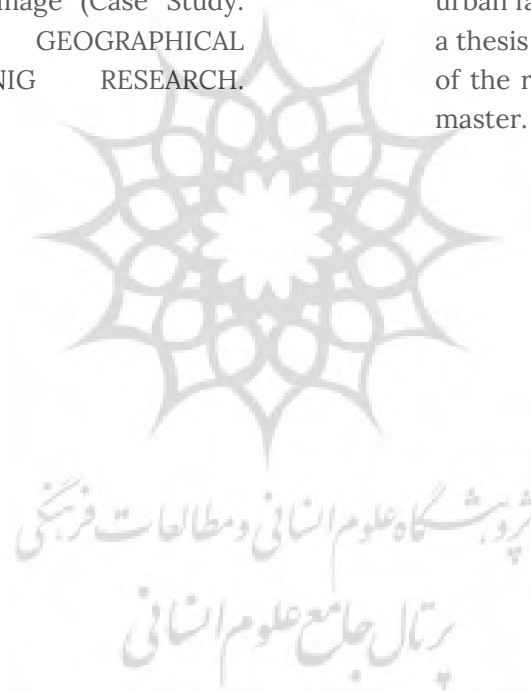 mage (Case Study.
GEOGRAPHICAL
NIG RESEARCH.
urban la
a thesis
of the r
master.
پژوهشگاه علوم انسانی و مطالعات فرهنگی
پرتال جامع علوم انسانی